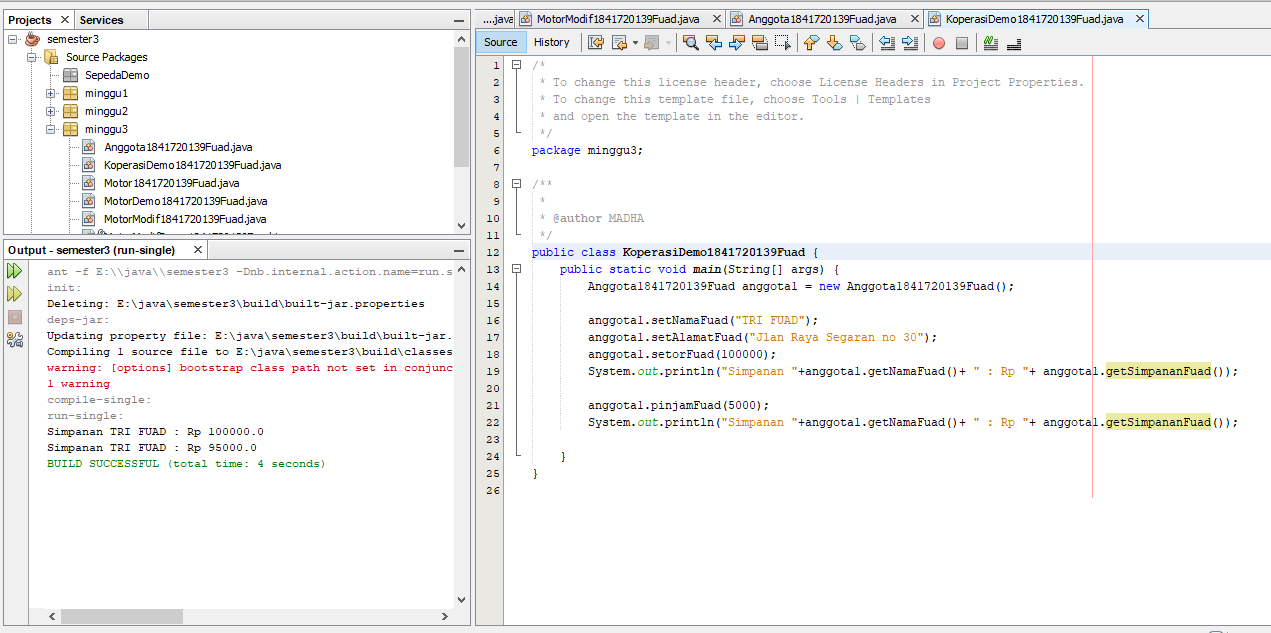 Projects
Services
semester3
Source Packages
SepedaDemo
minggu1
minggu2
minggu3
Anggota1841720139Fuad.java
KoperasiDemo1841720139Fuad.java
Motor1841720139Fuad.java
MotorDemo1841720139Fuad.java
MotorModif1841720139Fuad.java
Output - semester3 (run-single)
ant -f E:\\java\\semester3 -Dnb.internal.action.name=run.s
init:
Deleting: E:\java\semester3\build\built-jar.properties
deps-jar:
Updating property file: E:\java\semester3\build\built-jar.
Compiling 1 source file to E:\java\semester3\build\classes
warning: [options] bootstrap class path not set in conjunc
1 warning
compile-single:
run-single:
Simpanan TRI FUAD : Rp 100000.0
Simpanan TRI FUAD : Rp 95000.0
BUILD SUCCESSFUL (total time: 4 seconds)
....java
MotorModif1841720139Fuad.java
Anggota1841720139Fuad.java
KoperasiDemo1841720139Fuad.java
Source
History
1 /*
2 * To change this license header, choose License Headers in Project Properties.
3 * To change this template file, choose Tools | Templates
4 * and open the template in the editor.
5 */
6 package minggu3;
7
8 /**
9 *
10 * @author MADHA
11 */
12 public class KoperasiDemo1841720139Fuad {
13 public static void main(String[] args) {
14 Anggota1841720139Fuad anggota1 = new Anggota1841720139Fuad();
15
16 anggota1.setNamaFuad("TRI FUAD");
17 anggota1.setAlamatFuad("Jlan Raya Segaran no 30");
18 anggota1.setorFuad(100000);
19 System.out.println("Simpanan "+anggota1.getNamaFuad()+ " : Rp "+ anggota1.getSimpananFuad());
20
21 anggota1.pinjamFuad(5000);
22 System.out.println("Simpanan "+anggota1.getNamaFuad()+ " : Rp "+ anggota1.getSimpananFuad());
23
24 }
25 }
26